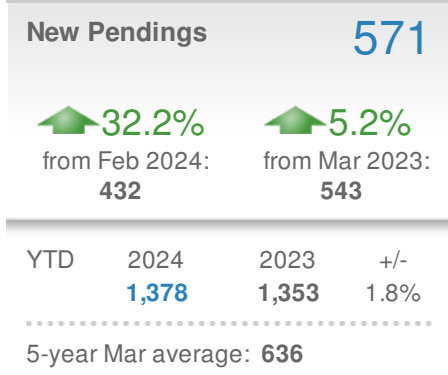 New Pendings 571
32.2% 5.2%
from Feb 2024: from Mar 2023:
432 543
YTD 2024 2023 +/-
1,378 1,353 1.8%
5-year Mar average: 636